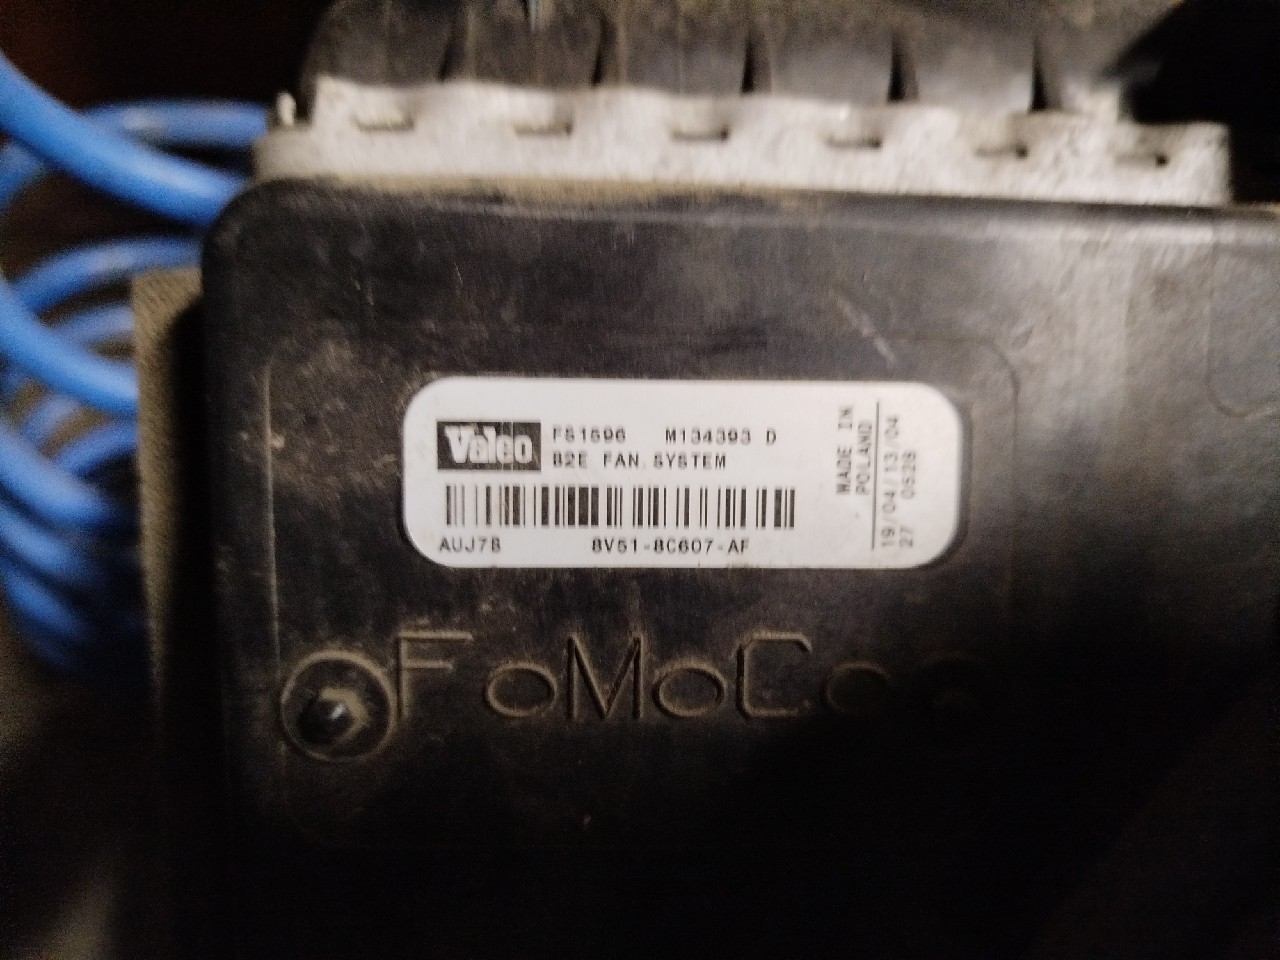 Valeo FS1596 M134393 D
B2E FAN SYSTEM
AUJ7B 8V51-8C607-AF
MADE IN
POLAND
19/04/13/04
27 0528
FoMoCo